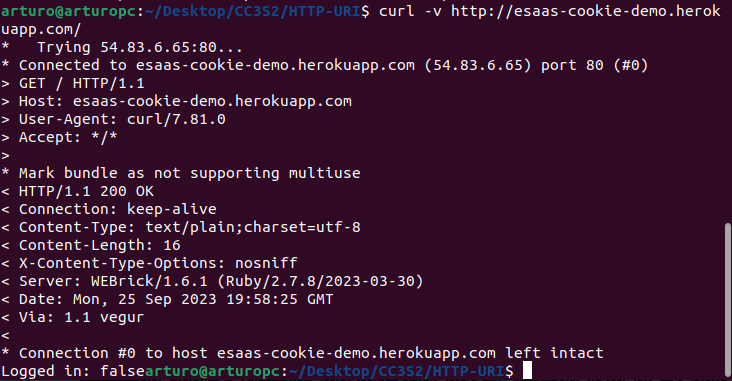 arturo@arturopc:~/Desktop/CC3S2/HTTP-URI$ curl -v http://esaas-cookie-demo.herok
uapp.com/
*   Trying 54.83.6.65:80...
* Connected to esaas-cookie-demo.herokuapp.com (54.83.6.65) port 80 (#0)
> GET / HTTP/1.1
> Host: esaas-cookie-demo.herokuapp.com
> User-Agent: curl/7.81.0
> Accept: */*
>
* Mark bundle as not supporting multiuse
< HTTP/1.1 200 OK
< Connection: keep-alive
< Content-Type: text/plain;charset=utf-8
< Content-Length: 16
< X-Content-Type-Options: nosniff
< Server: WEBrick/1.6.1 (Ruby/2.7.8/2023-03-30)
< Date: Mon, 25 Sep 2023 19:58:25 GMT
< Via: 1.1 vegur
<
* Connection #0 to host esaas-cookie-demo.herokuapp.com left intact
Logged in: falsearturo@arturopc:~/Desktop/CC3S2/HTTP-URI$